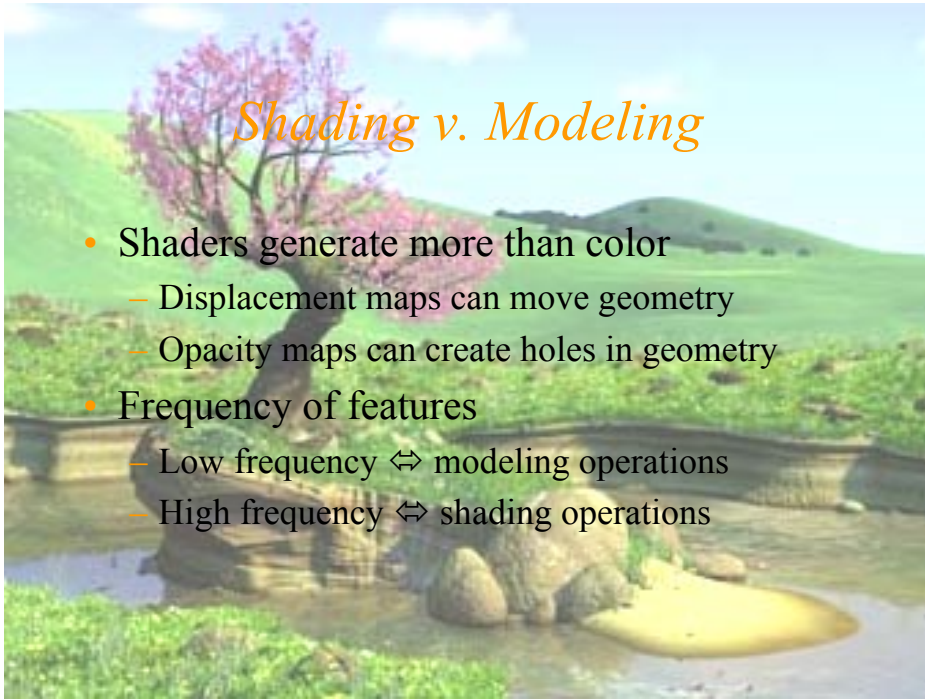 Shading v. Modeling
• Shaders generate more than color
– Displacement maps can move geometry
– Opacity maps can create holes in geometry
• Frequency of features
– Low frequency ⇔ modeling operations
– High frequency ⇔ shading operations